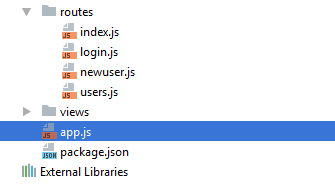 routes
index.js
login.js
newuser.js
users.js
views
app.js
package.json
External Libraries